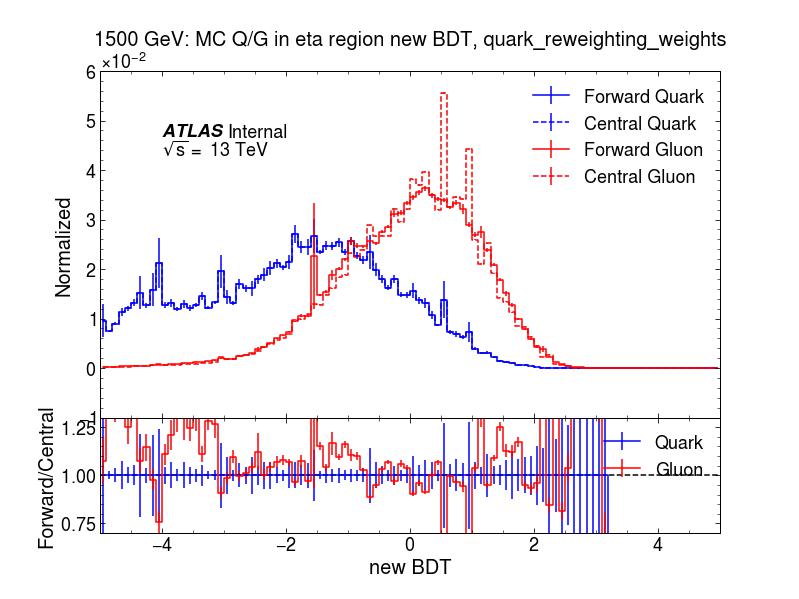 1500 GeV: MC Q/G in eta region new BDT, quark_reweighting_weights
×10⁻²
6
5
4
3
2
1
0
Normalized
ATLAS Internal
√s = 13 TeV
Forward Quark
Central Quark
Forward Gluon
Central Gluon
1.25
1.00
0.75
Forward/Central
Quark
Gluon
−4 −2 0 2 4
new BDT